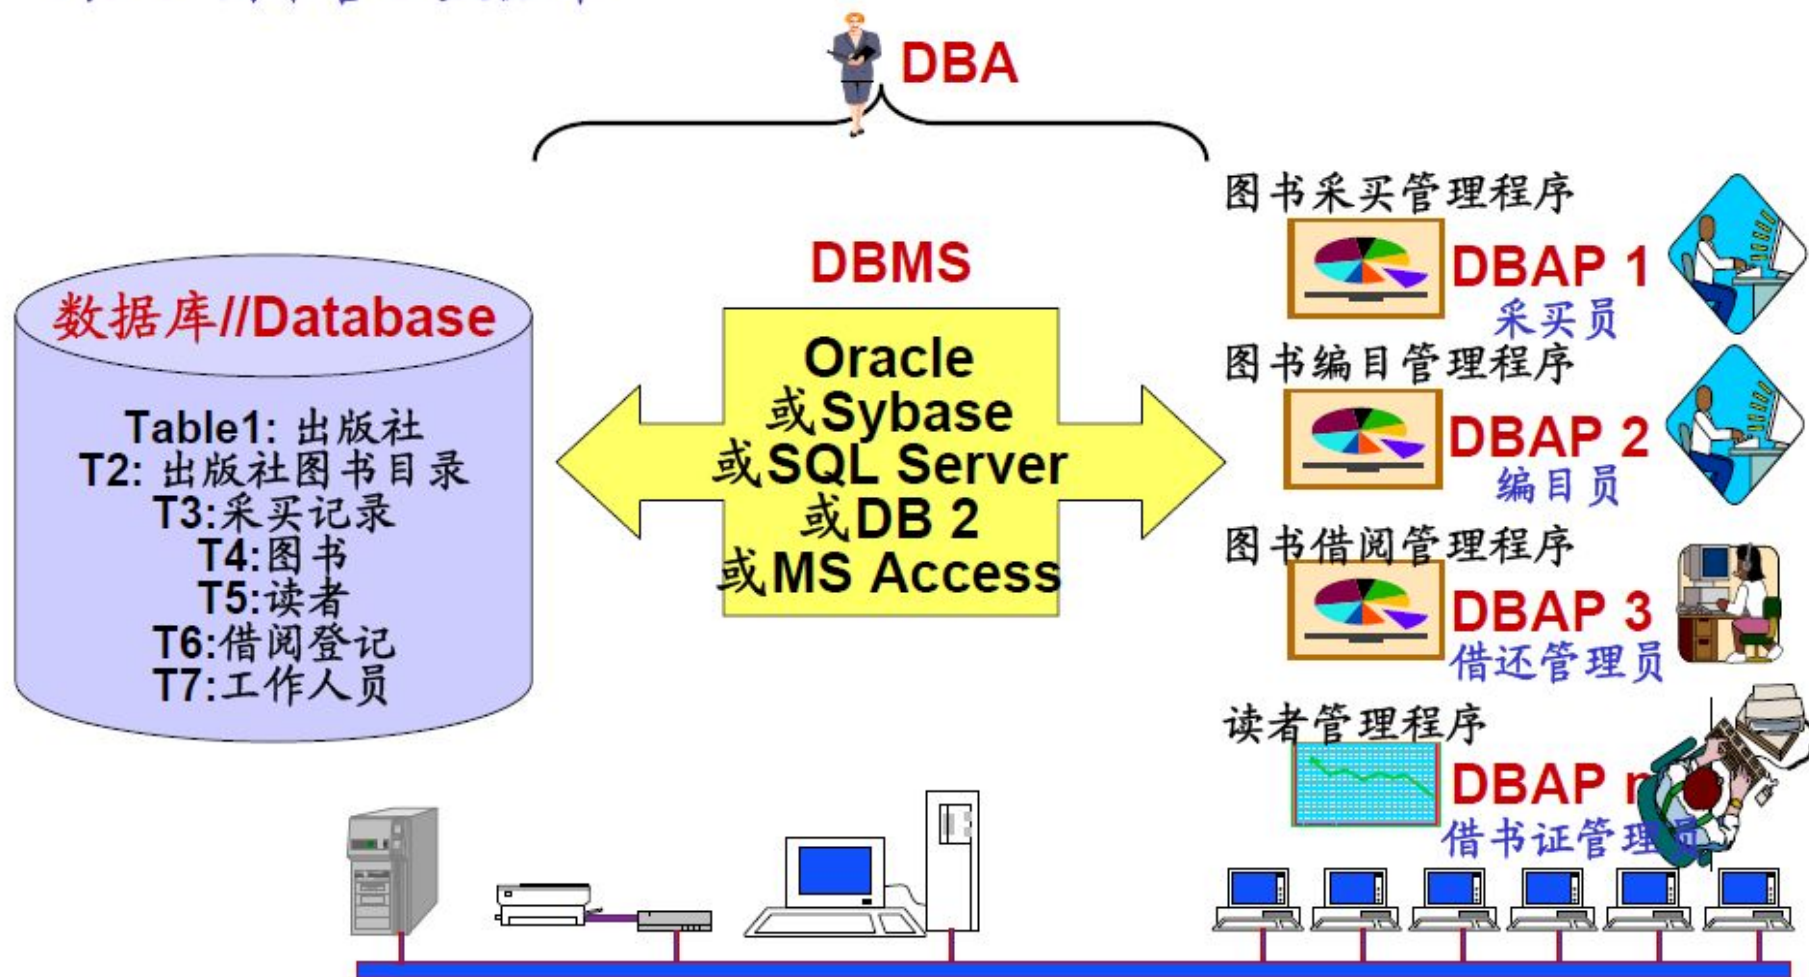 DBA
数据库//Database
Table1: 出版社
T2: 出版社图书目录
T3:采买记录
T4:图书
T5:读者
T6:借阅登记
T7:工作人员
DBMS
Oracle
或Sybase
或SQL Server
或DB 2
或MS Access
图书采买管理程序
DBAP 1
采买员
图书编目管理程序
DBAP 2
编目员
图书借阅管理程序
DBAP 3
借还管理员
读者管理程序
DBAP n
借书证管理员